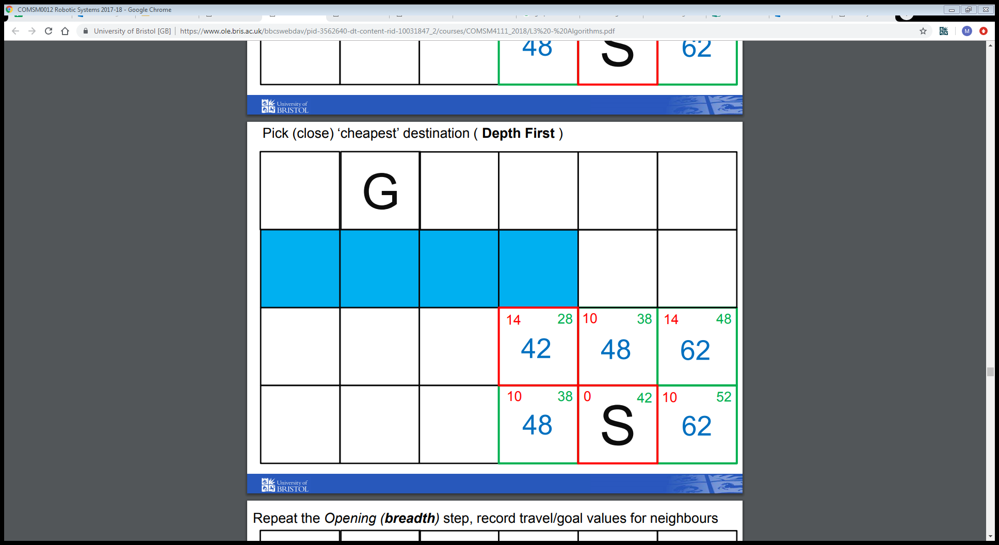 COMSM0012 Robotic Systems 2017-18 - Google Chrome
University of Bristol [GB] | https://www.ole.bris.ac.uk/bbcswebdav/pid-3562640-dt-content-rid-10031847_2/courses/COMSM4111_2018/L3%20-%20Algorithms.pdf
M
48 S 62
University of
BRISTOL
Pick (close) ‘cheapest’ destination ( Depth First )
G
14 28 10 38 14 48
42 48 62
10 38 0 42 10 52
48 S 62
University of
BRISTOL
Repeat the Opening (breadth) step, record travel/goal values for neighbours